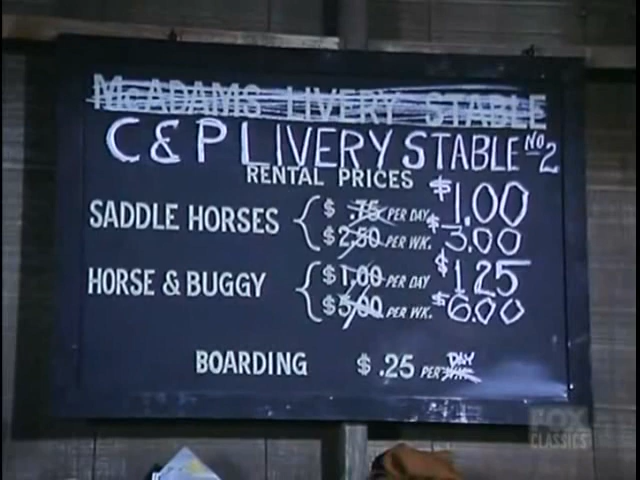 McADAMS LIVERY STABLE
C & P LIVERY STABLE No 2
RENTAL PRICES
SADDLE HORSES { $ .75 PER DAY $1.00
$2.50 PER WK. $3.00
HORSE & BUGGY { $1.00 PER DAY $1.25
$5.00 PER WK. $6.00
BOARDING $ .25 PER DAY
FOX
CLASSICS